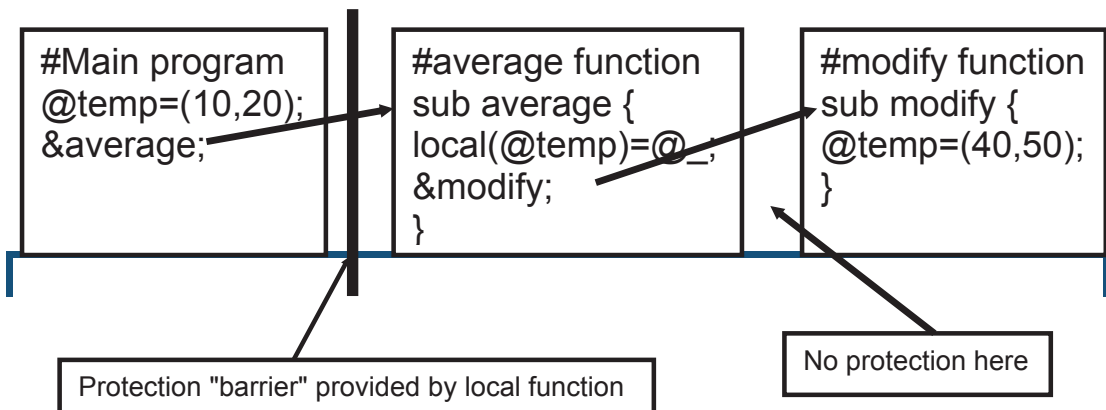 #Main program
@temp=(10,20);
&average;
#average function
sub average {
local(@temp)=@_;
&modify;
}
#modify function
sub modify {
@temp=(40,50);
}
Protection "barrier" provided by local function
No protection here